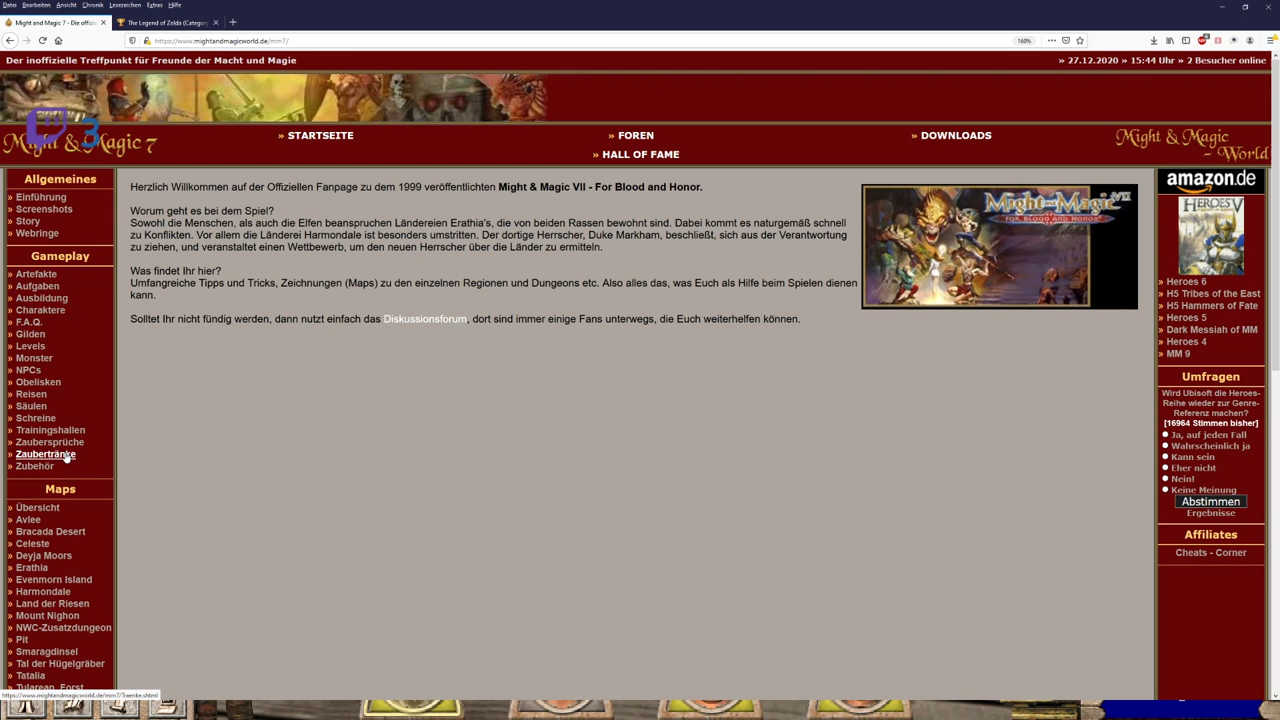 Datei Bearbeiten Ansicht Chronik Lesezeichen Extras Hilfe
Might and Magic 7 - Die offizi
The Legend of Zelda (Category
https://www.mightandmagicworld.de/mm7/
160%
Der inoffizielle Treffpunkt für Freunde der Macht und Magie
» 27.12.2020 » 15:44 Uhr » 2 Besucher online
Might & Magic 7
3
» STARTSEITE
» FOREN
» DOWNLOADS
» HALL OF FAME
Might & Magic
- World
Allgemeines
» Einführung
» Screenshots
» Story
» Webringe
Gameplay
» Artefakte
» Aufgaben
» Ausbildung
» Charaktere
» F.A.Q.
» Gilden
» Levels
» Monster
» NPCs
» Obelisken
» Reisen
» Säulen
» Schreine
» Trainingshallen
» Zaubersprüche
» Zaubertränke
» Zubehör
Maps
» Übersicht
» Avlee
» Bracada Desert
» Celeste
» Deyja Moors
» Erathia
» Evenmorn Island
» Harmondale
» Land der Riesen
» Mount Nighon
» NWC-Zusatzdungeon
» Pit
» Smaragdinsel
» Tal der Hügelgräber
» Tatalia
» Tularean, Forst
https://www.mightandmagicworld.de/mm7/Traenke.shtml
Herzlich Willkommen auf der Offiziellen Fanpage zu dem 1999 veröffentlichten Might & Magic VII - For Blood and Honor.
Worum geht es bei dem Spiel?
Sowohl die Menschen, als auch die Elfen beanspruchen Ländereien Erathia's, die von beiden Rassen bewohnt sind. Dabei kommt es naturgemäß schnell
zu Konflikten. Vor allem die Länderei Harmondale ist besonders umstritten. Der dortige Herrscher, Duke Markham, beschließt, sich aus der Verantwortung
zu ziehen, und veranstaltet einen Wettbewerb, um den neuen Herrscher über die Länder zu ermitteln.
Was findet Ihr hier?
Umfangreiche Tipps und Tricks, Zeichnungen (Maps) zu den einzelnen Regionen und Dungeons etc. Also alles das, was Euch als Hilfe beim Spielen dienen
kann.
Solltet Ihr nicht fündig werden, dann nutzt einfach das Diskussionsforum, dort sind immer einige Fans unterwegs, die Euch weiterhelfen können.
Might and Magic VII
FOR BLOOD AND HONOR
amazon.de
HEROES V
» Heroes 6
» H5 Tribes of the East
» H5 Hammers of Fate
» Heroes 5
» Dark Messiah of MM
» Heroes 4
» MM 9
Umfragen
Wird Ubisoft die Heroes-
Reihe wieder zur Genre-
Referenz machen?
[16964 Stimmen bisher]
Ja, auf jeden Fall
Wahrscheinlich ja
Kann sein
Eher nicht
Nein!
Keine Meinung
Abstimmen
Ergebnisse
Affiliates
Cheats - Corner